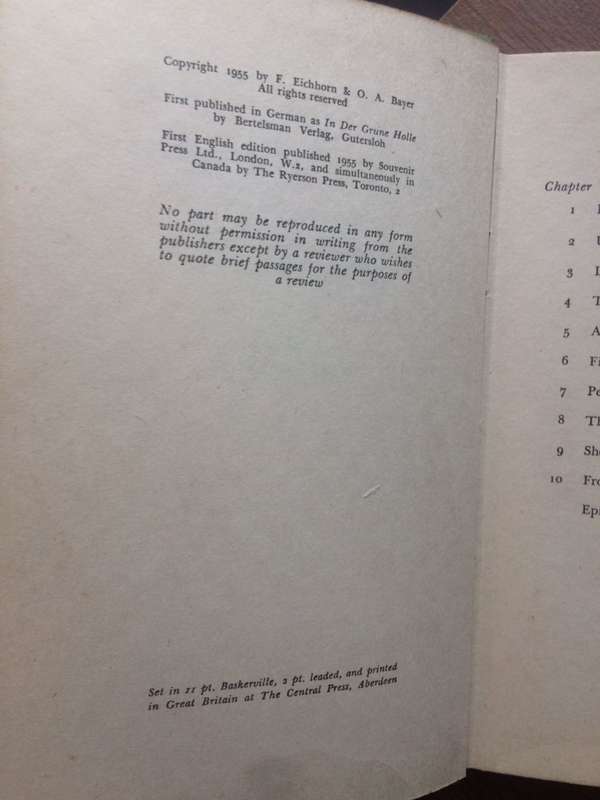 Copyright 1955 by F. Eichhorn & O. A. Bayer
All rights reserved
First published in German as In Der Grune Holle
by Bertelsman Verlag, Gutersloh
First English edition published 1955 by Souvenir
Press Ltd., London, W.2, and simultaneously in
Canada by The Ryerson Press, Toronto, 2
No part may be reproduced in any form
without permission in writing from the
publishers except by a reviewer who wishes
to quote brief passages for the purposes of
a review
Set in 11 pt. Baskerville, 2 pt. leaded, and printed
in Great Britain at The Central Press, Aberdeen
Chapter
1
2
3
4
5
6
7
8
9
10